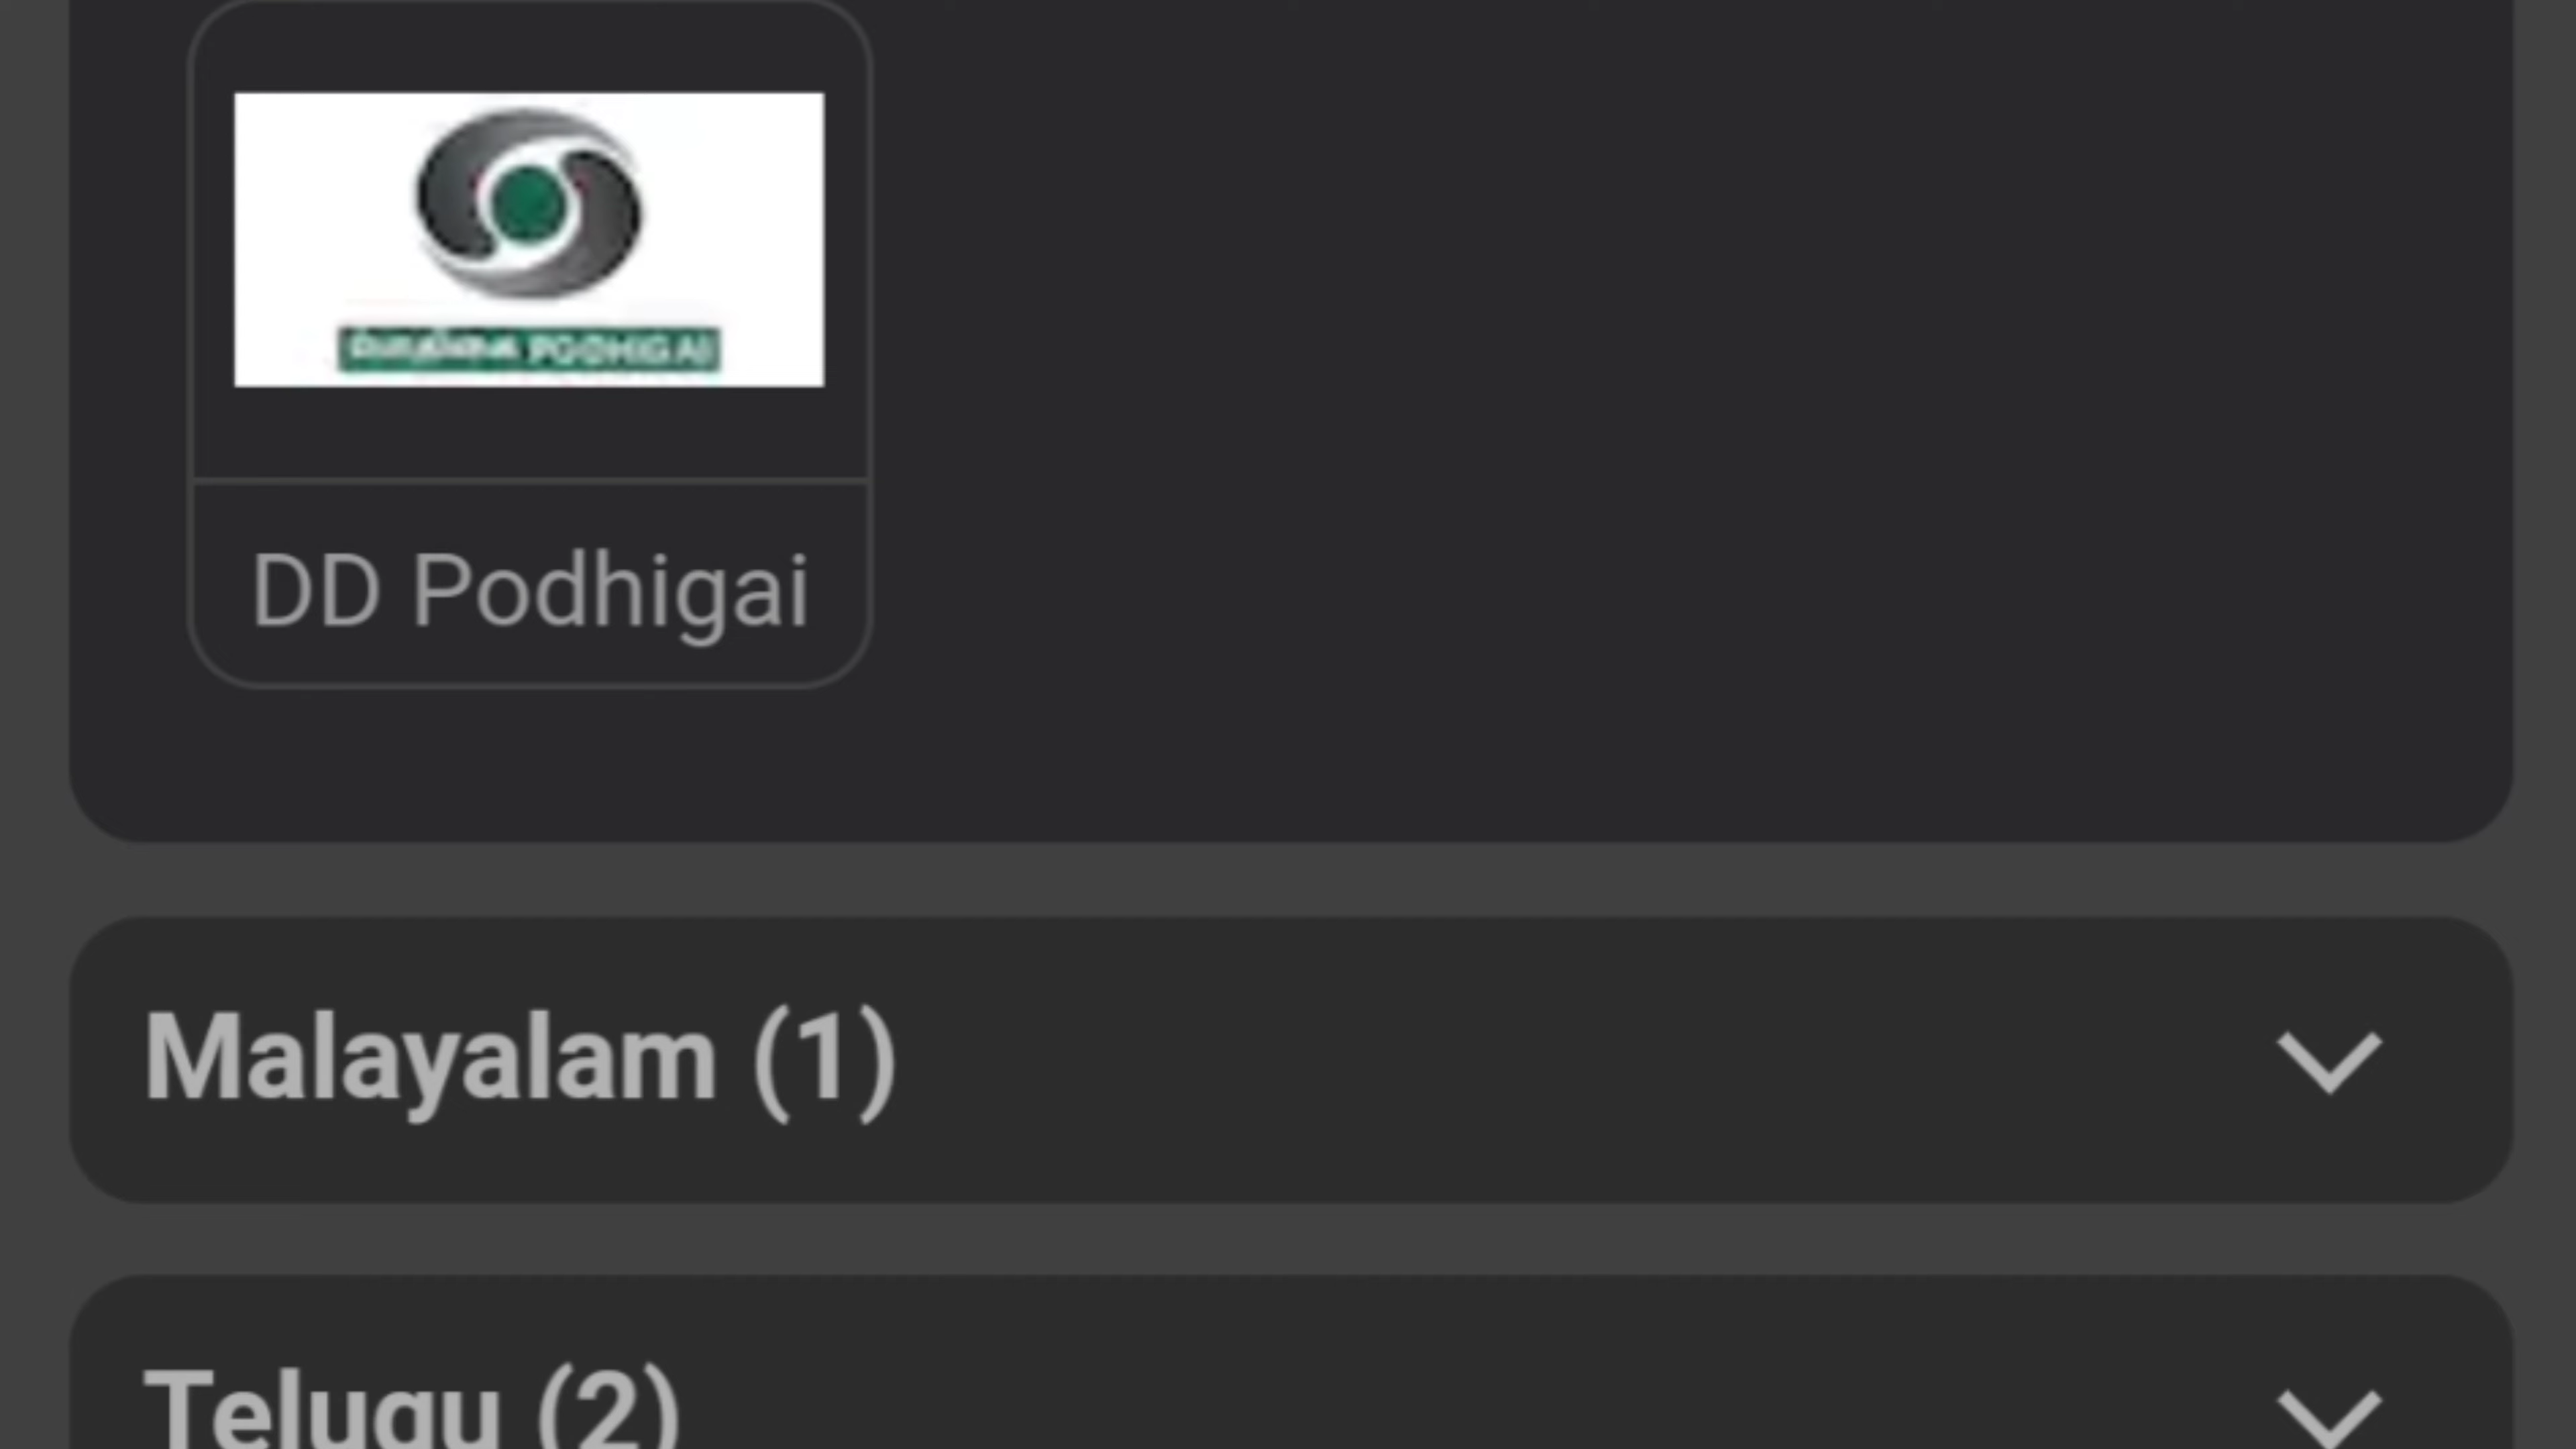 பொதிகை PODHIGAI
DD Podhigai
Malayalam (1)
Telugu (2)